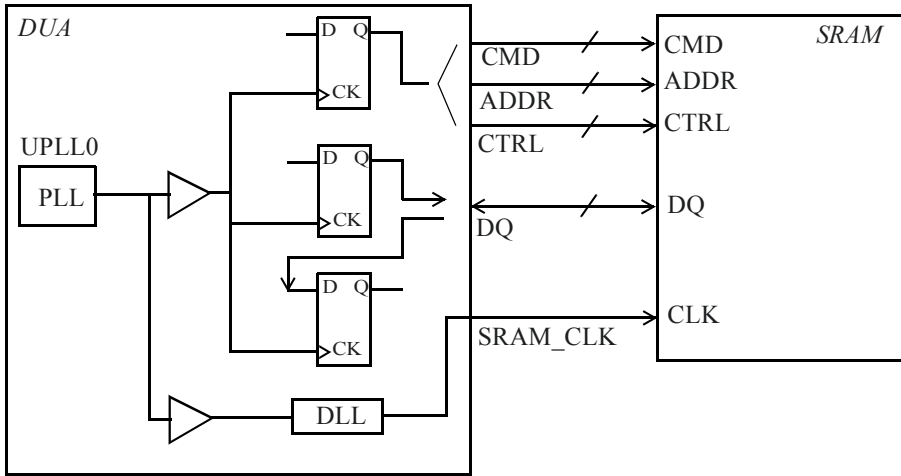 DUA
D Q
CK
UPLL0
PLL
D Q
CK
D Q
CK
DLL
CMD
ADDR
CTRL
DQ
SRAM_CLK
SRAM
CMD
ADDR
CTRL
DQ
CLK